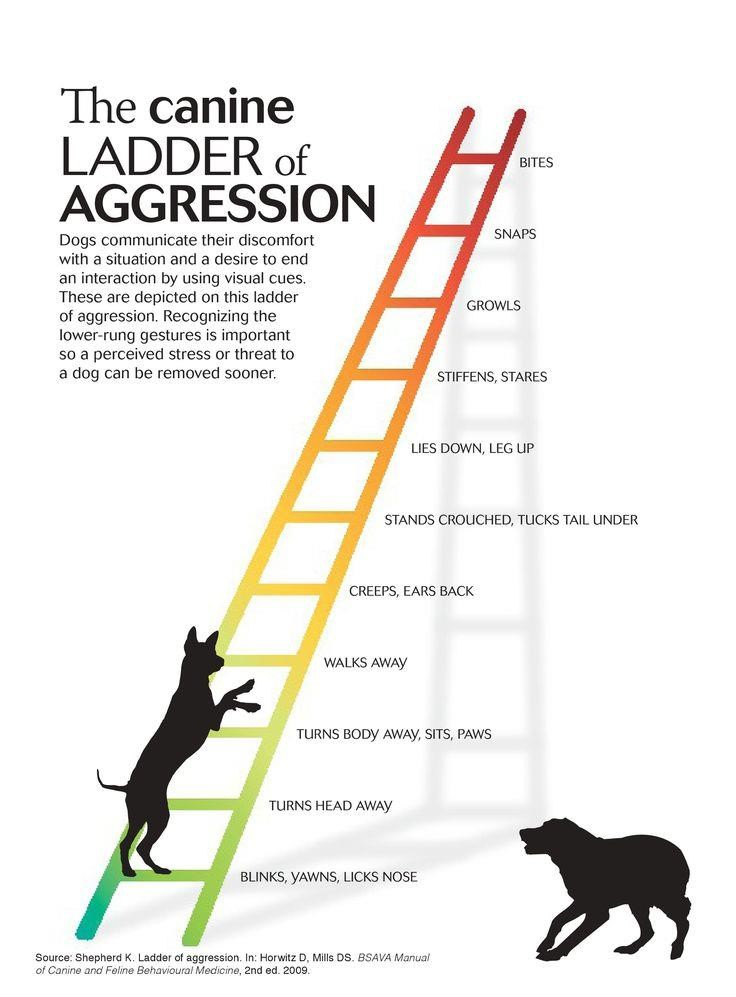 The canine
LADDER of
AGGRESSION
Dogs communicate their discomfort
with a situation and a desire to end
an interaction by using visual cues.
These are depicted on this ladder
of aggression. Recognizing the
lower-rung gestures is important
so a perceived stress or threat to
a dog can be removed sooner.
BITES
SNAPS
GROWLS
STIFFENS, STARES
LIES DOWN, LEG UP
STANDS CROUCHED, TUCKS TAIL UNDER
CREEPS, EARS BACK
WALKS AWAY
TURNS BODY AWAY, SITS, PAWS
TURNS HEAD AWAY
BLINKS, YAWNS, LICKS NOSE
Source: Shepherd K. Ladder of aggression. In: Horwitz D, Mills DS. BSAVA Manual
of Canine and Feline Behavioural Medicine, 2nd ed. 2009.